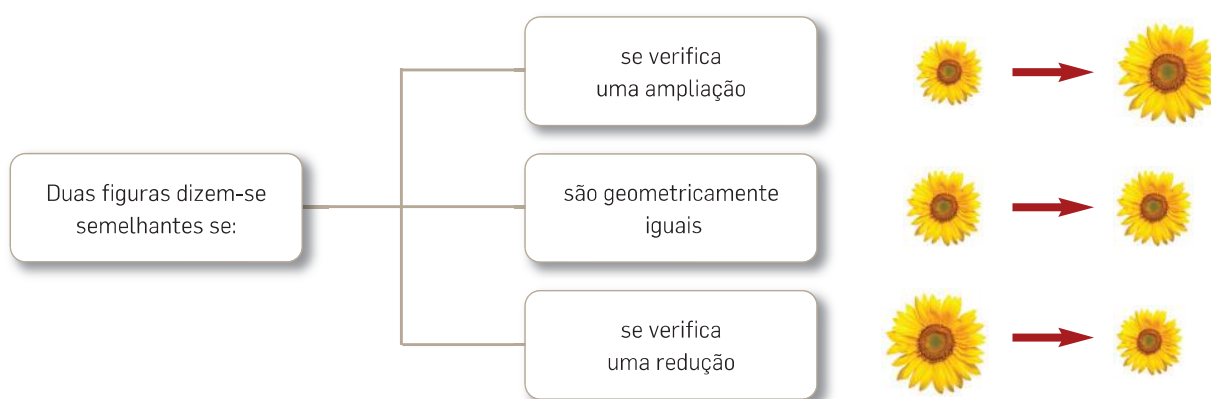 Duas figuras dizem-se
semelhantes se:
se verifica
uma ampliação
são geometricamente
iguais
se verifica
uma redução